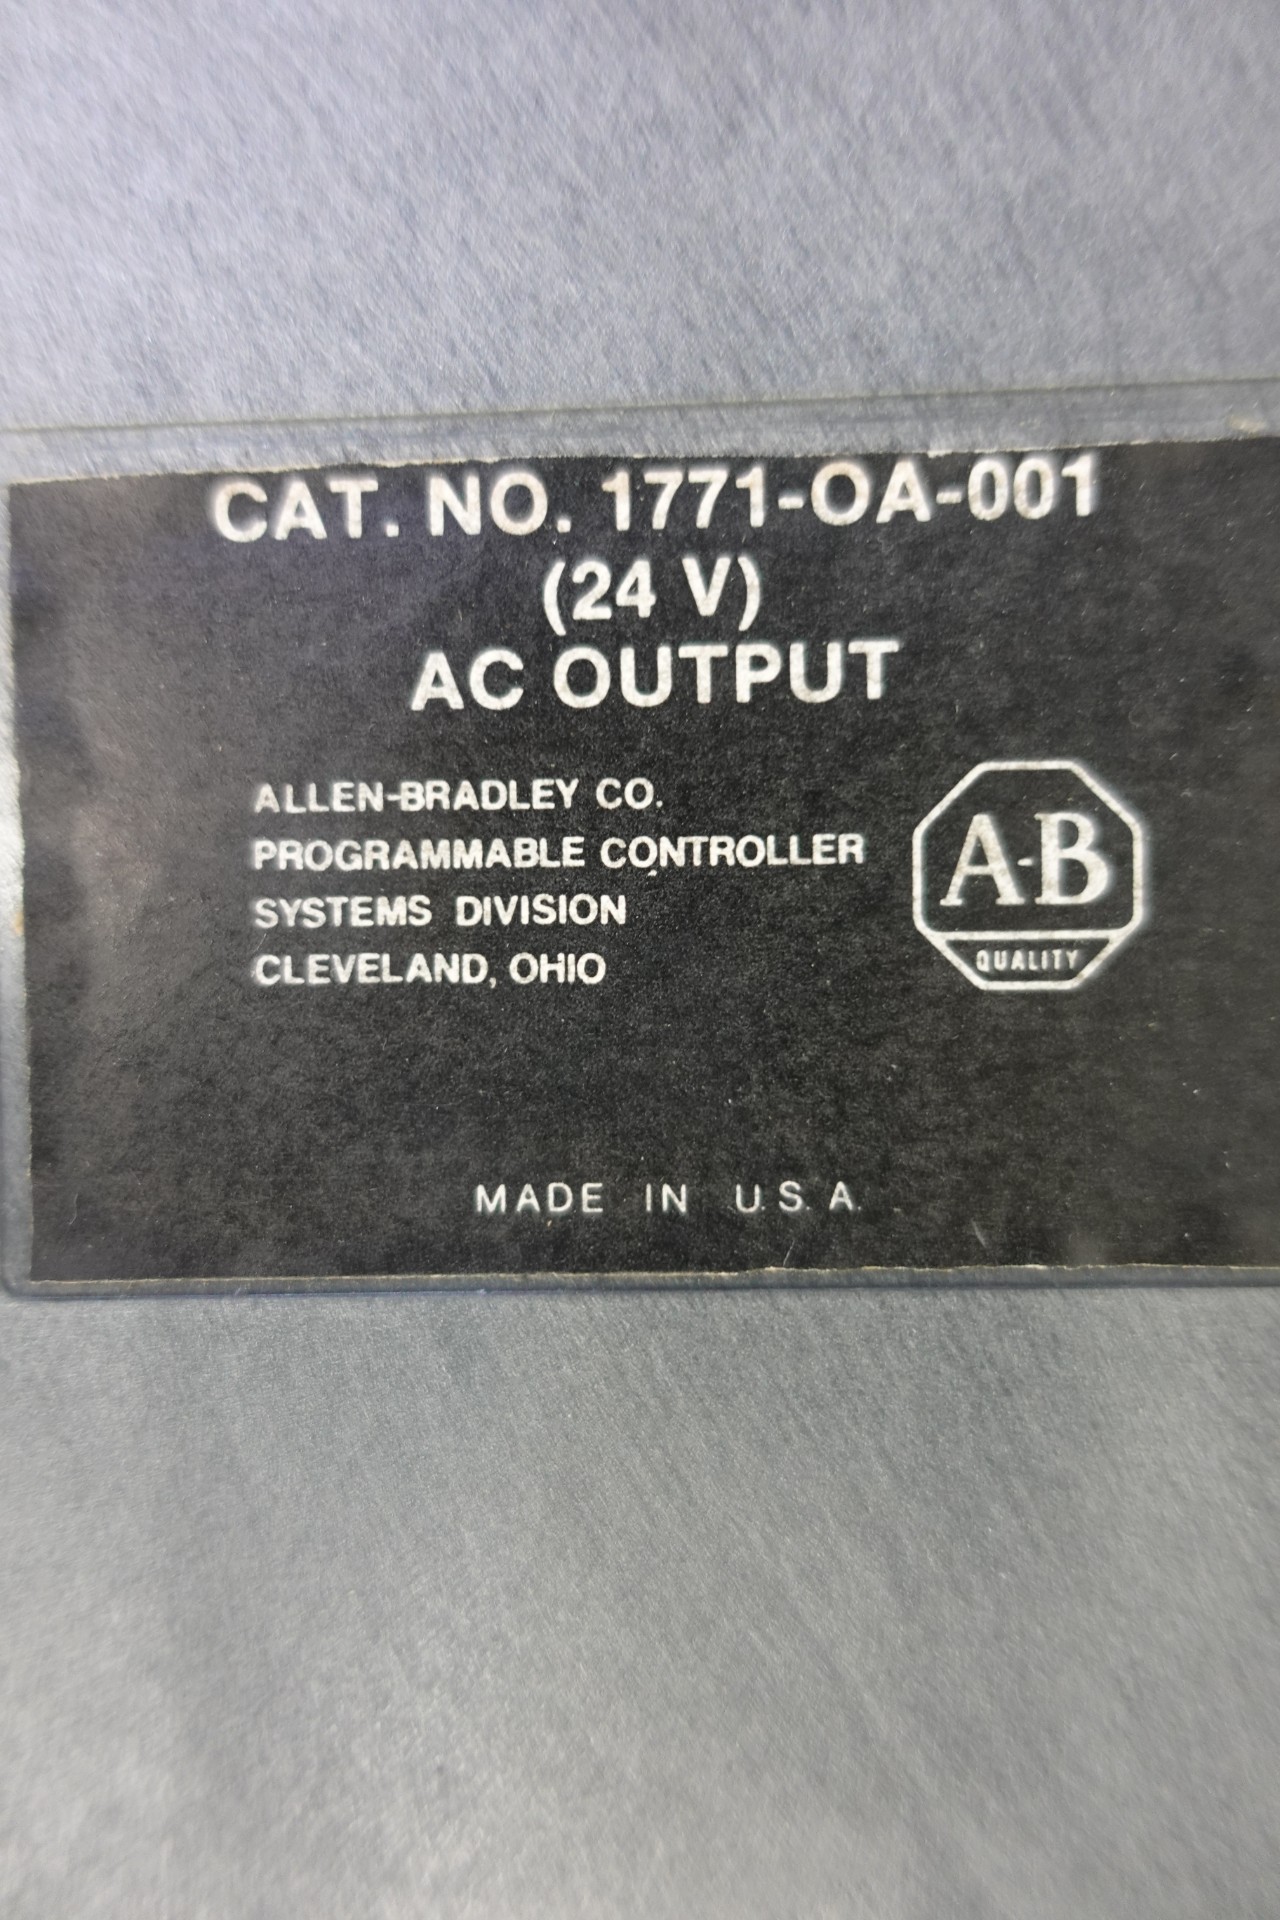 CAT. NO. 1771-OA-001
(24 V)
AC OUTPUT
ALLEN-BRADLEY CO.
PROGRAMMABLE CONTROLLER
SYSTEMS DIVISION
CLEVELAND, OHIO
A-B
QUALITY
MADE IN U.S.A.